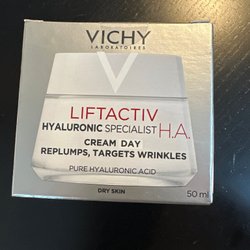 VICHY
LABORATOIRES
LIFTACTIV
HYALURONIC SPECIALIST H.A.
CREAM DAY
REPLUMPS, TARGETS WRINKLES
PURE HYALURONIC ACID
DRY SKIN
50 ml